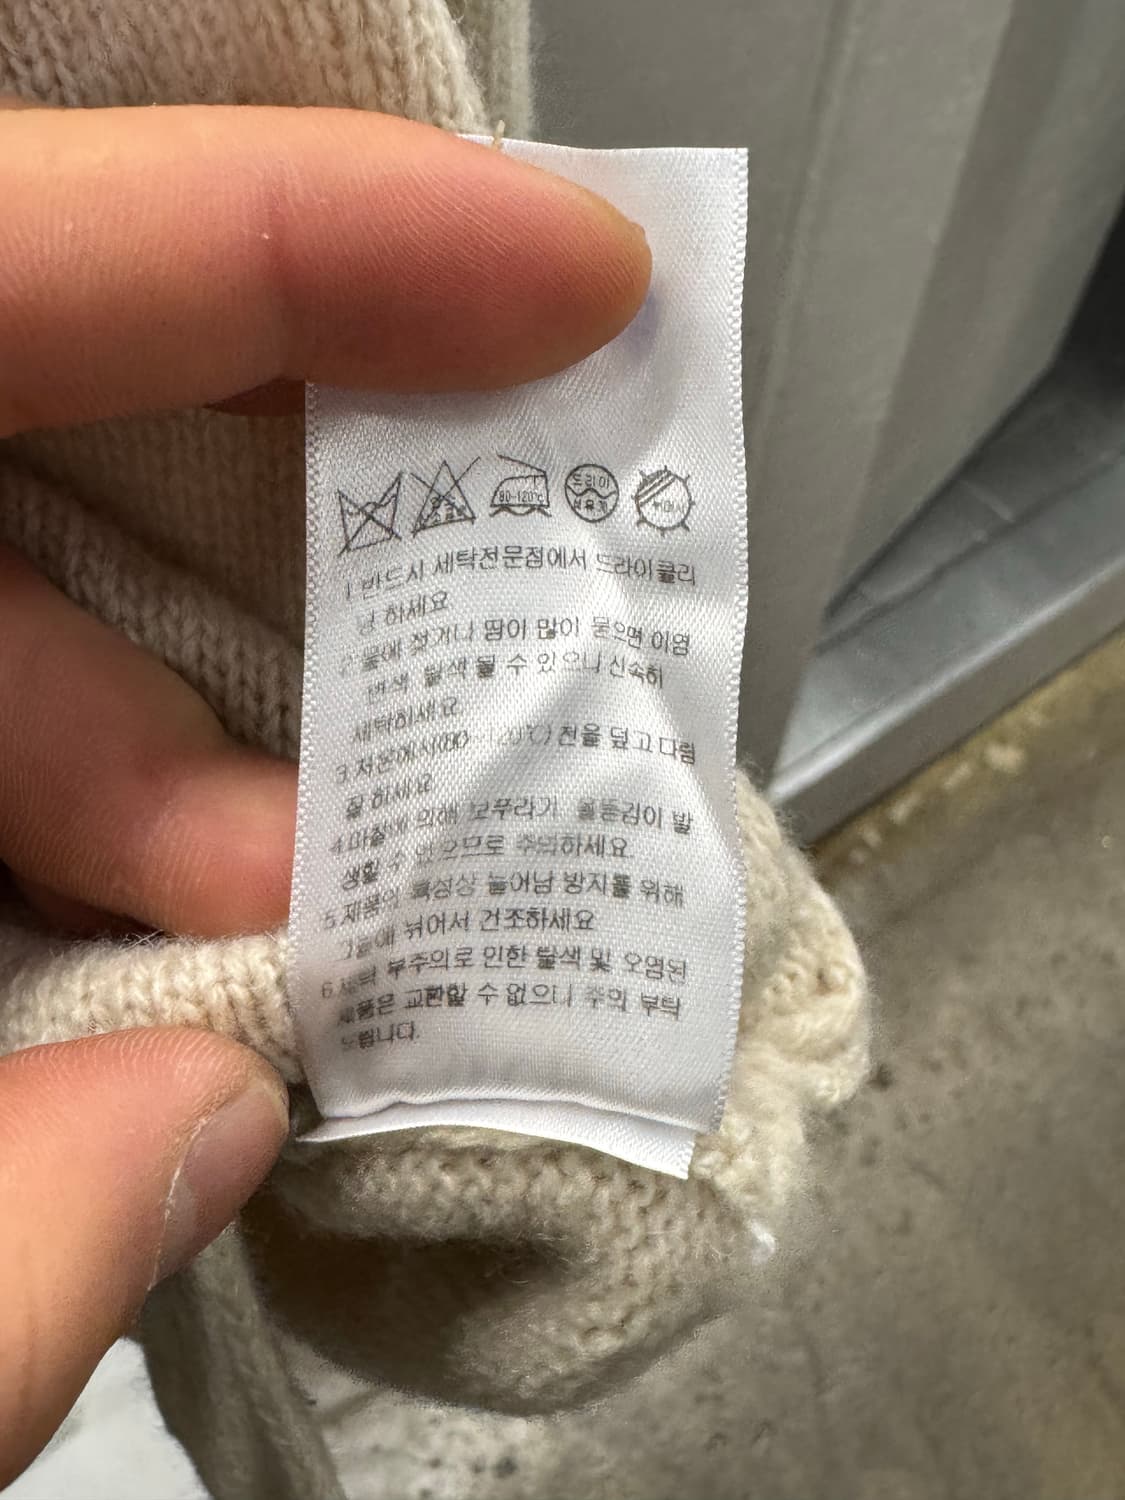 80~120℃
드라이
석유계
1 반드시 세탁전문점에서 드라이클리
닝 하세요
2 물에 젖거나 땀이 많이 묻으면 이염
변색 탈색 될 수 있으니 신속히
세탁하세요
3 저온에서(80 120℃) 천을 덮고 다림
질 하세요
4.마찰에 의해 보푸라기 올뜯김이 발
생할 수 있으므로 주의하세요.
5 제품의 특성상 늘어남 방지를 위해
그늘에 뉘어서 건조하세요
6 세탁 부주의로 인한 탈색 및 오염된
제품은 교환할 수 없으니 주의 부탁
드립니다.